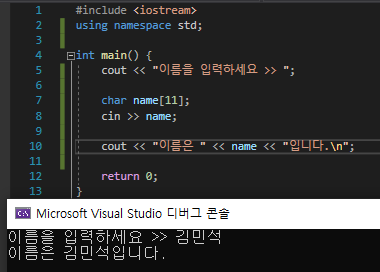 1 #include <iostream>
2 using namespace std;
3
4 int main() {
5 cout << "이름을 입력하세요 >> ";
6
7 char name[11];
8 cin >> name;
9
10 cout << "이름은 " << name << "입니다.\n";
11
12 return 0;
13 }
Microsoft Visual Studio 디버그 콘솔
이름을 입력하세요 >> 김민석
이름은 김민석입니다.